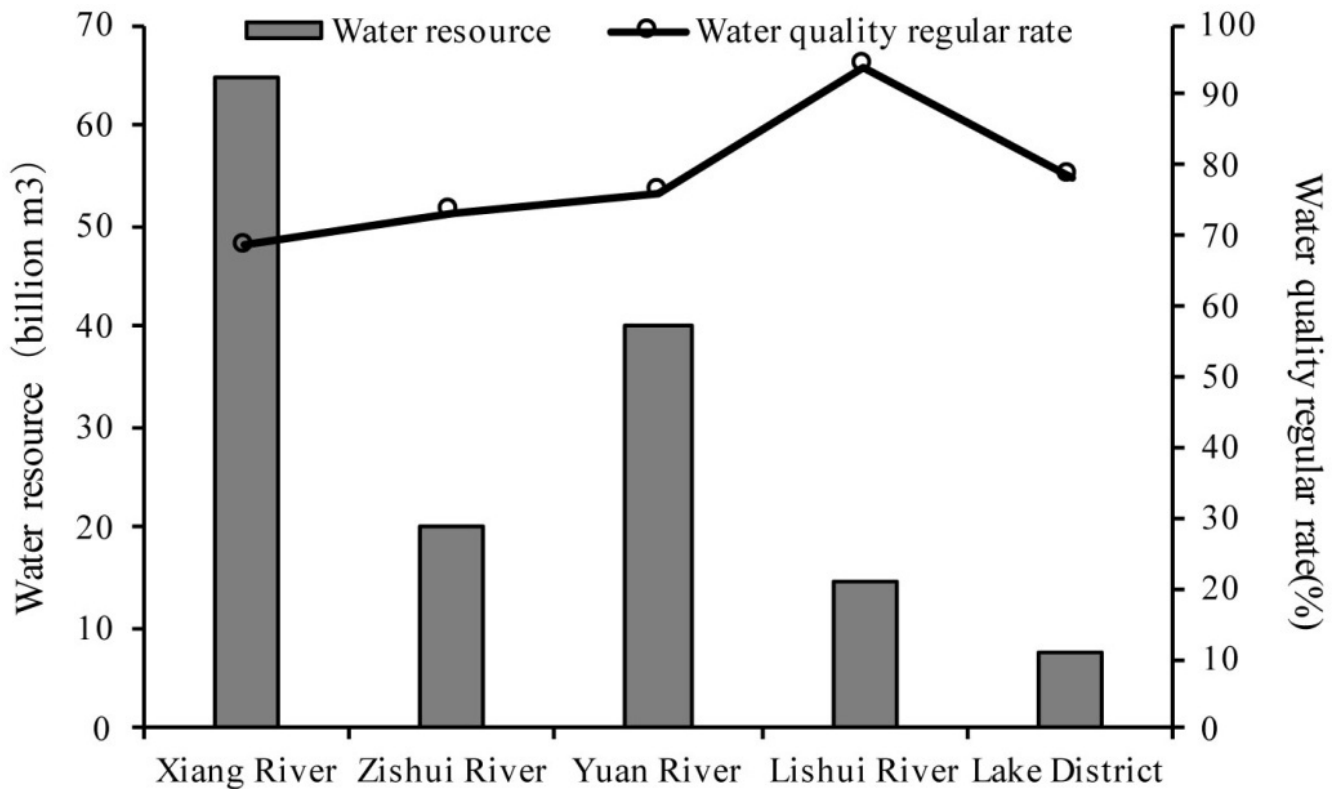 Water resource
Water quality regular rate
Water resource (billion m3)
70
60
50
40
30
20
10
0
100
90
80
70
60
50
40
30
20
10
0
Water quality regular rate(%)
Xiang River
Zishui River
Yuan River
Lishui River
Lake District